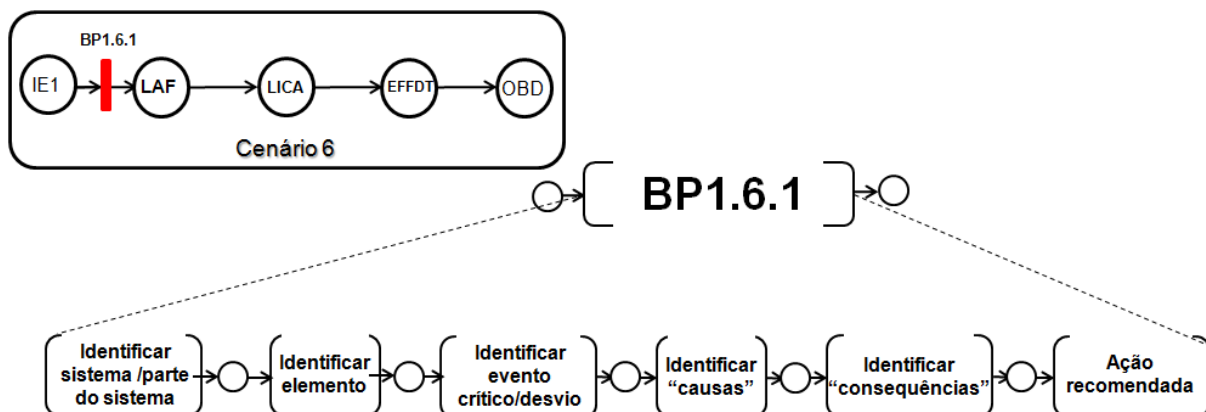 BP1.6.1
IE1
LAF
LICA
EFFDT
OBD
Cenário 6
BP1.6.1
Identificar
sistema /parte
do sistema
Identificar
elemento
Identificar
evento
crítico/desvio
Identificar
“causas”
Identificar
“consequências”
Ação
recomendada